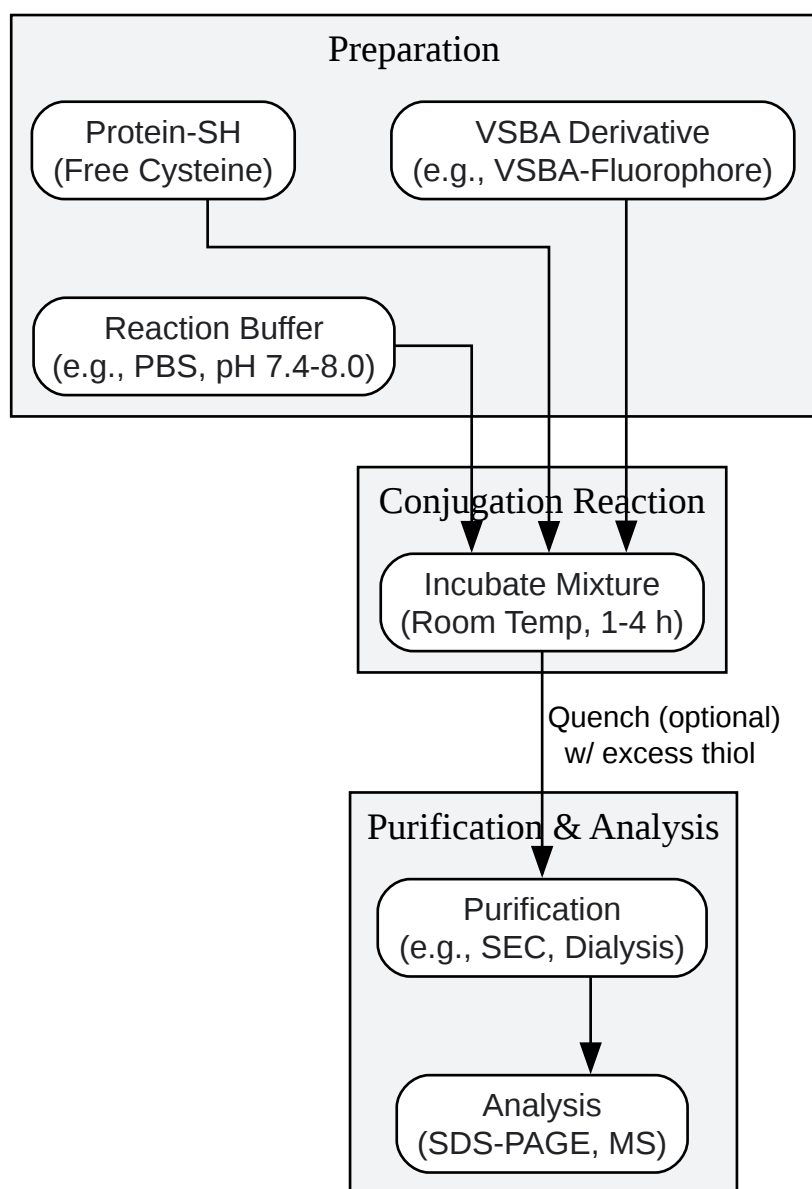 Preparation
Protein-SH
(Free Cysteine)
VSBA Derivative
(e.g., VSBA-Fluorophore)
Reaction Buffer
(e.g., PBS, pH 7.4-8.0)
Conjugation Reaction
Incubate Mixture
(Room Temp, 1-4 h)
Quench (optional)
w/ excess thiol
Purification & Analysis
Purification
(e.g., SEC, Dialysis)
Analysis
(SDS-PAGE, MS)